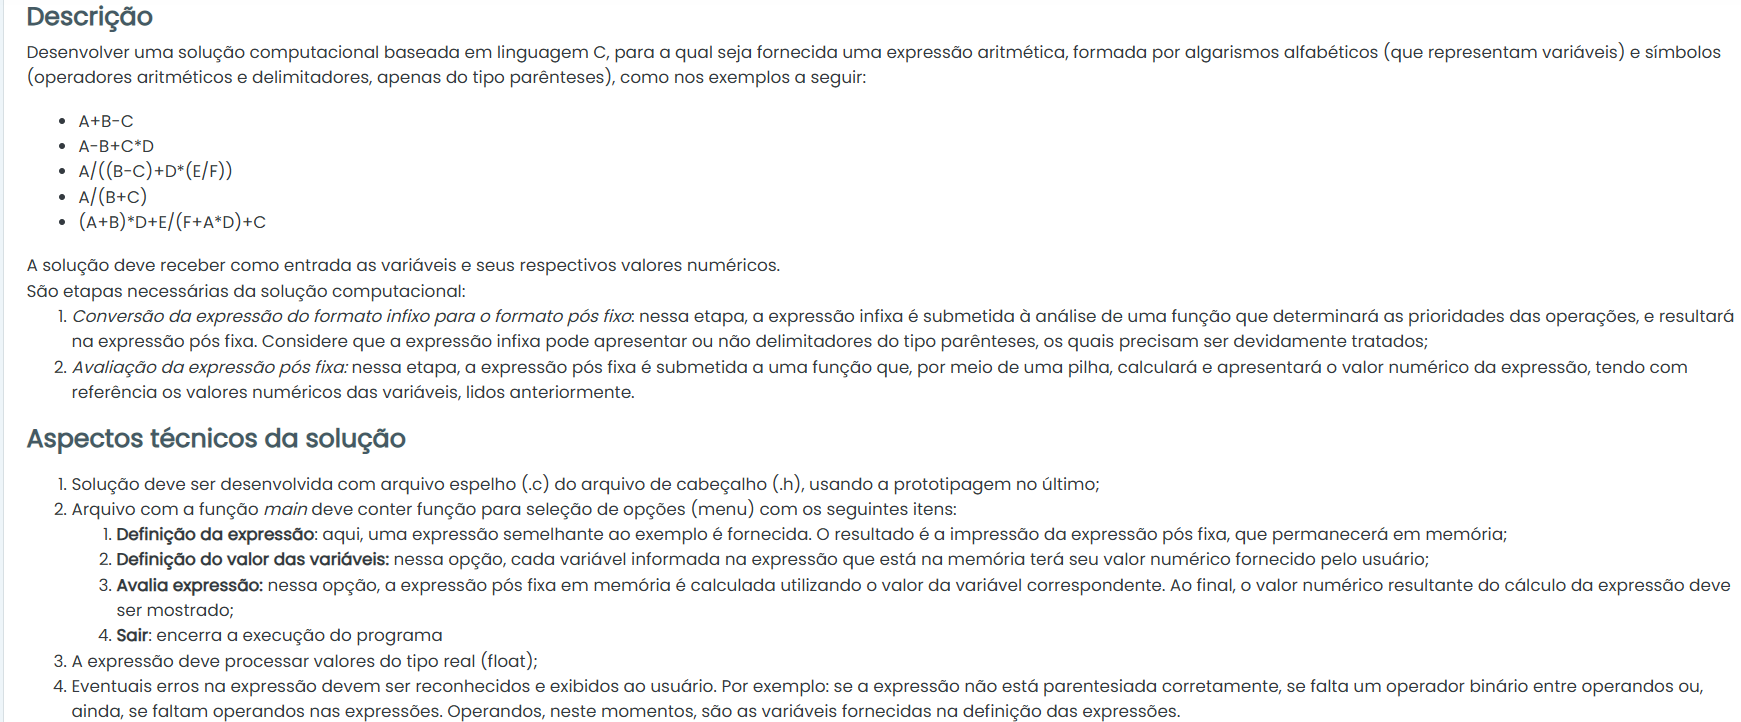 Descrição
Desenvolver uma solução computacional baseada em linguagem C, para a qual seja fornecida uma expressão aritmética, formada por algarismos alfabéticos (que representam variáveis) e símbolos
(operadores aritméticos e delimitadores, apenas do tipo parênteses), como nos exemplos a seguir:
• A+B-C
• A-B+C*D
• A/((B-C)+D*(E/F))
• A/(B+C)
• (A+B)*D+E/(F+A*D)+C
A solução deve receber como entrada as variáveis e seus respectivos valores numéricos.
São etapas necessárias da solução computacional:
1. Conversão da expressão do formato infixo para o formato pós fixo: nessa etapa, a expressão infixa é submetida à análise de uma função que determinará as prioridades das operações, e resultará
na expressão pós fixa. Considere que a expressão infixa pode apresentar ou não delimitadores do tipo parênteses, os quais precisam ser devidamente tratados;
2. Avaliação da expressão pós fixa: nessa etapa, a expressão pós fixa é submetida a uma função que, por meio de uma pilha, calculará e apresentará o valor numérico da expressão, tendo com
referência os valores numéricos das variáveis, lidos anteriormente.
Aspectos técnicos da solução
1. Solução deve ser desenvolvida com arquivo espelho (.c) do arquivo de cabeçalho (.h), usando a prototipagem no último;
2. Arquivo com a função main deve conter função para seleção de opções (menu) com os seguintes itens:
1. Definição da expressão: aqui, uma expressão semelhante ao exemplo é fornecida. O resultado é a impressão da expressão pós fixa, que permanecerá em memória;
2. Definição do valor das variáveis: nessa opção, cada variável informada na expressão que está na memória terá seu valor numérico fornecido pelo usuário;
3. Avalia expressão: nessa opção, a expressão pós fixa em memória é calculada utilizando o valor da variável correspondente. Ao final, o valor numérico resultante do cálculo da expressão deve
ser mostrado;
4. Sair: encerra a execução do programa
3. A expressão deve processar valores do tipo real (float);
4. Eventuais erros na expressão devem ser reconhecidos e exibidos ao usuário. Por exemplo: se a expressão não está parentesiada corretamente, se falta um operador binário entre operandos ou,
ainda, se faltam operandos nas expressões. Operandos, neste momentos, são as variáveis fornecidas na definição das expressões.